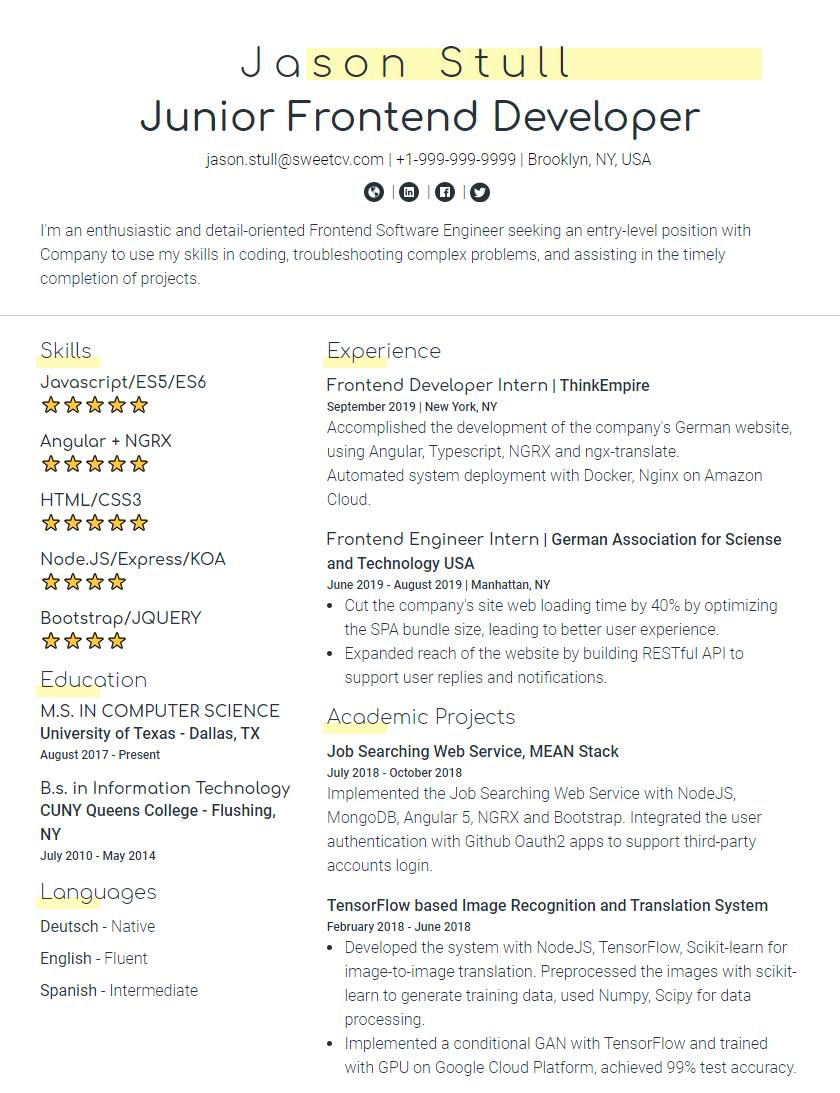 Jason Stull
Junior Frontend Developer
jason.stull@sweetcv.com | +1-999-999-9999 | Brooklyn, NY, USA
| | |
I'm an enthusiastic and detail-oriented Frontend Software Engineer seeking an entry-level position with
Company to use my skills in coding, troubleshooting complex problems, and assisting in the timely
completion of projects.
Skills
Javascript/ES5/ES6
Angular + NGRX
HTML/CSS3
Node.JS/Express/KOA
Bootstrap/JQUERY
Education
M.S. IN COMPUTER SCIENCE
University of Texas - Dallas, TX
August 2017 - Present
B.s. in Information Technology
CUNY Queens College - Flushing,
NY
July 2010 - May 2014
Languages
Deutsch - Native
English - Fluent
Spanish - Intermediate
Experience
Frontend Developer Intern | ThinkEmpire
September 2019 | New York, NY
Accomplished the development of the company's German website,
using Angular, Typescript, NGRX and ngx-translate.
Automated system deployment with Docker, Nginx on Amazon
Cloud.
Frontend Engineer Intern | German Association for Sciense
and Technology USA
June 2019 - August 2019 | Manhattan, NY
• Cut the company's site web loading time by 40% by optimizing
the SPA bundle size, leading to better user experience.
• Expanded reach of the website by building RESTful API to
support user replies and notifications.
Academic Projects
Job Searching Web Service, MEAN Stack
July 2018 - October 2018
Implemented the Job Searching Web Service with NodeJS,
MongoDB, Angular 5, NGRX and Bootstrap. Integrated the user
authentication with Github Oauth2 apps to support third-party
accounts login.
TensorFlow based Image Recognition and Translation System
February 2018 - June 2018
• Developed the system with NodeJS, TensorFlow, Scikit-learn for
image-to-image translation. Preprocessed the images with scikit-
learn to generate training data, used Numpy, Scipy for data
processing.
• Implemented a conditional GAN with TensorFlow and trained
with GPU on Google Cloud Platform, achieved 99% test accuracy.